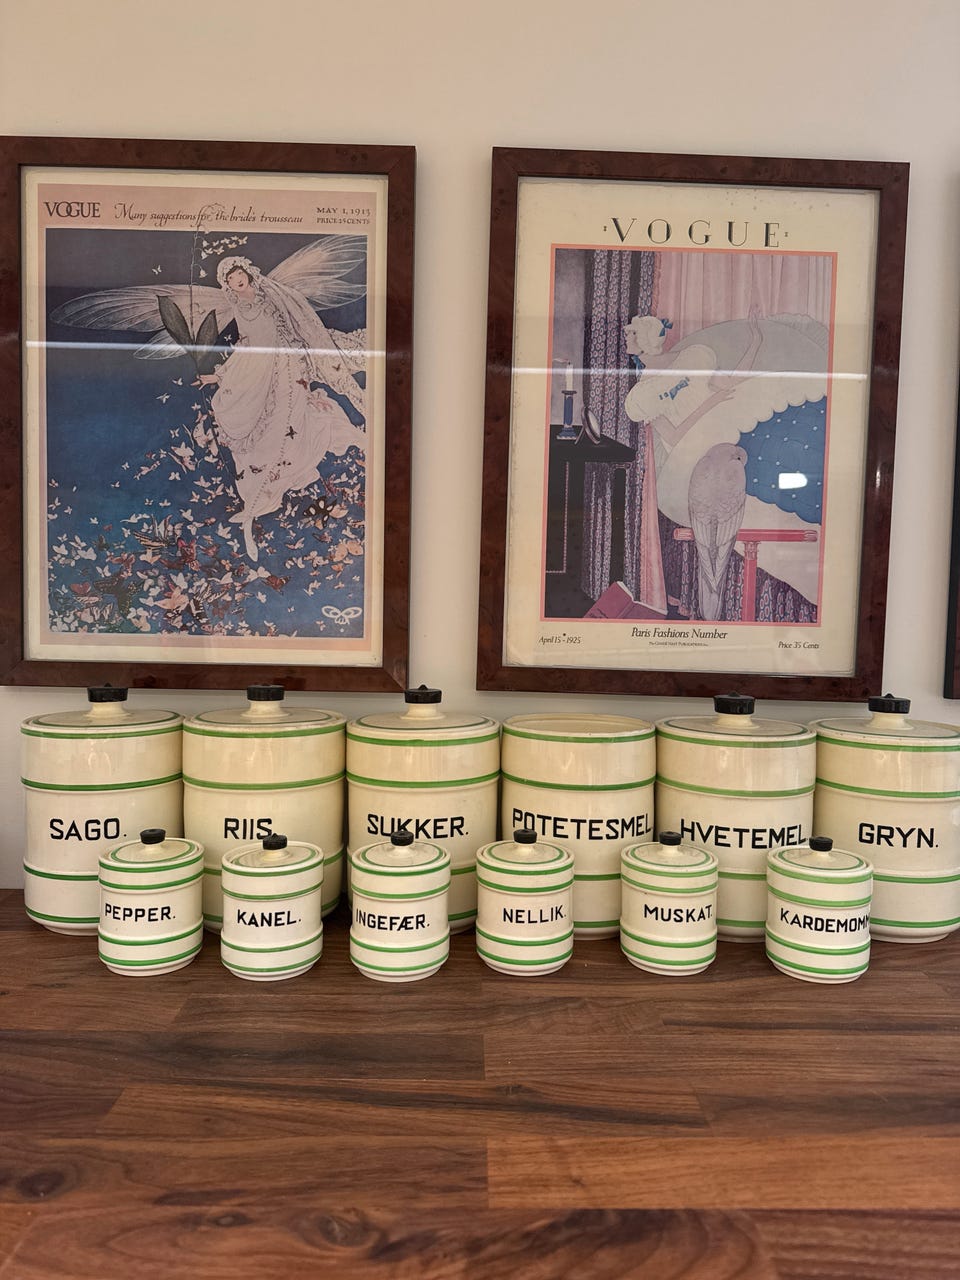 VOGUE
Many suggestions for the bride's trousseau
MAY 1, 1913
PRICE 25 CENTS
VOGUE
April 15 - 1925
Paris Fashions Number
Price 35 Cents
SAGO.
RIIS.
SUKKER.
POTETESMEL
HVETEMEL
GRYN.
PEPPER.
KANEL.
INGEFÆR.
NELLIK.
MUSKAT.
KARDEMOMM